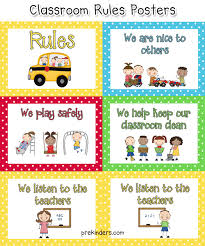 Classroom Rules Posters
Rules
We are nice to
others
We play safely
We help keep our
classroom clean
We listen to the
teachers
We listen to the
teachers
prekinders.com